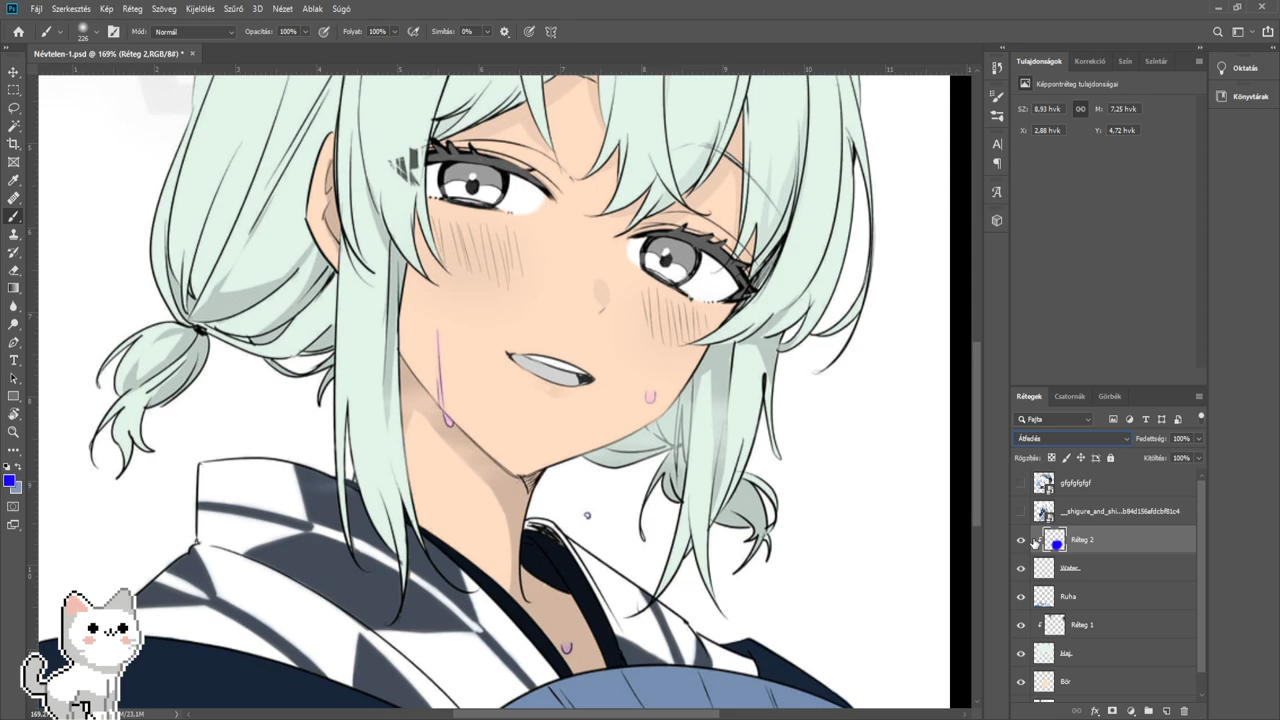 Fájl Szerkesztés Kép Réteg Szöveg Kijelölés Szűrő 3D Nézet Ablak Súgó
226 Mód: Normál Opacitás: 100% Folyat: 100% Simítás: 0%
Névtelen-1.psd @ 169% (Réteg 2,RGB/8#) *
Tulajdonságok Korrekció Szín Színtár
Képpontréteg tulajdonságai
SZ: 8,93 hvk M: 7,25 hvk
X: 2,88 hvk Y: 4,72 hvk
Oktatás
Könyvtárak
Rétegek Csatornák Görbék
Fajta
Átfedés Fedettség: 100%
Rögzítés: Kitöltés: 100%
gfgfgfgfgf
__shigure_and_shi...b84d156afdcbf81c4
Réteg 2
Water
Ruha
Réteg 1
Haj
Bőr